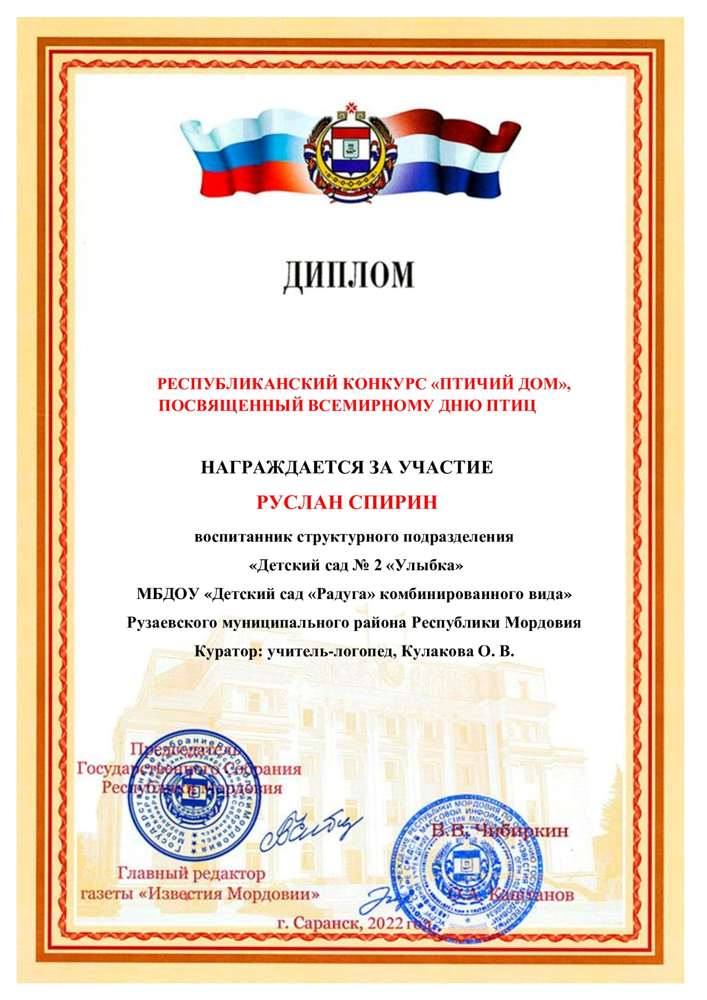 ДИПЛОМ
РЕСПУБЛИКАНСКИЙ КОНКУРС «ПТИЧИЙ ДОМ»,
ПОСВЯЩЕННЫЙ ВСЕМИРНОМУ ДНЮ ПТИЦ
НАГРАЖДАЕТСЯ ЗА УЧАСТИЕ
РУСЛАН СПИРИН
воспитанник структурного подразделения
«Детский сад № 2 «Улыбка»
МБДОУ «Детский сад «Радуга» комбинированного вида»
Рузаевского муниципального района Республики Мордовия
Куратор: учитель-логопед, Кулакова О. В.
Председатель
Государственного Собрания
Республики Мордовия
В.В. Чибиркин
Главный редактор
газеты «Известия Мордовии»
О.А. Каштанов
г. Саранск, 2022 год